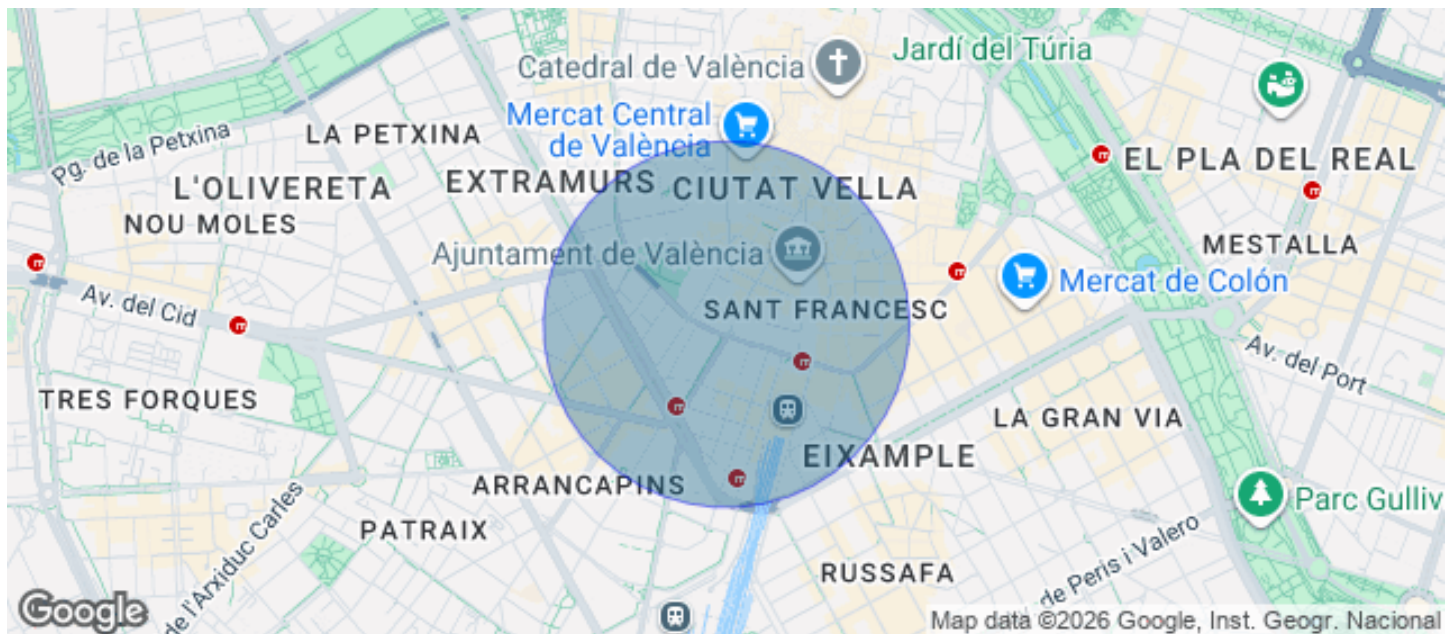 Catedral de València
Jardí del Túria
Mercat Central
de València
Pg. de la Petxina
LA PETXINA
EL PLA DEL REAL
L'OLIVERETA
EXTRAMURS
CIUTAT VELLA
NOU MOLES
MESTALLA
Ajuntament de València
Mercat de Colón
Av. del Cid
SANT FRANCESC
Av. del Port
TRES FORQUES
LA GRAN VIA
EIXAMPLE
ARRANCAPINS
Parc Gulliv
PATRAIX
de l'Arxiduc Carles
RUSSAFA
de Peris i Valero
Google
Map data ©2026 Google, Inst. Geogr. Nacional